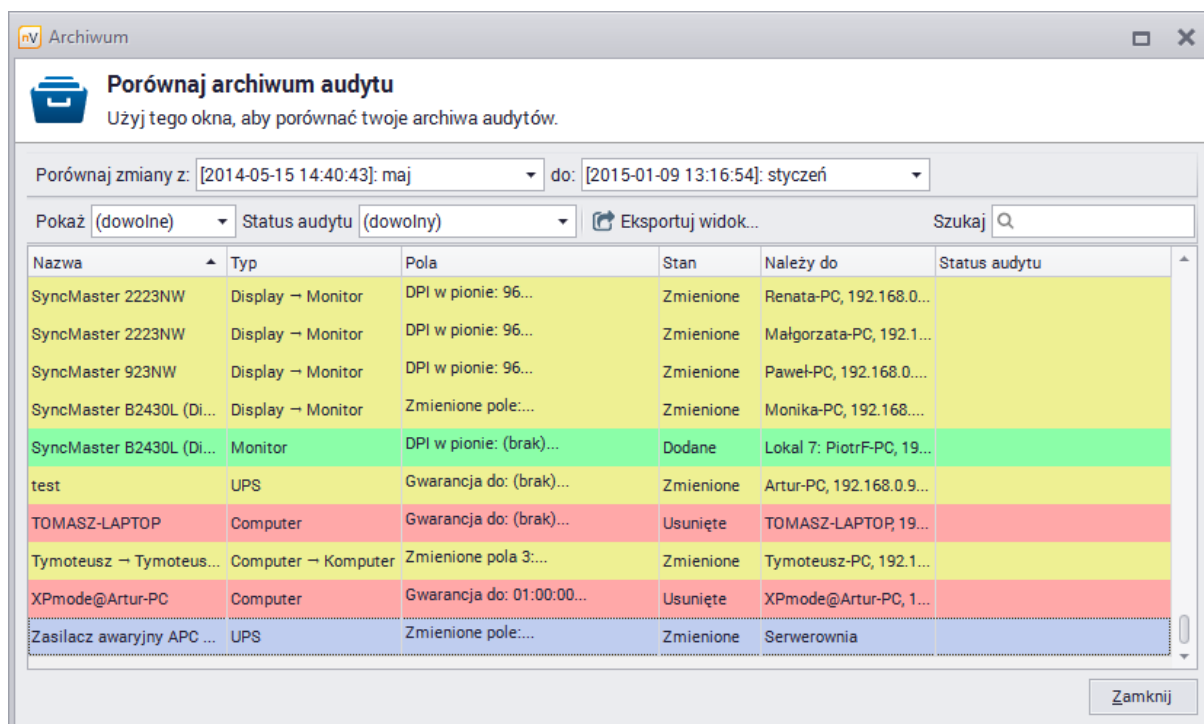 nV Archiwum
Porównaj archiwum audytu
Użyj tego okna, aby porównać twoje archiwa audytów.
Porównaj zmiany z: [2014-05-15 14:40:43]: maj do: [2015-01-09 13:16:54]: styczeń
Pokaż (dowolne) Status audytu (dowolny) Eksportuj widok... Szukaj
Nazwa Typ Pola Stan Należy do Status audytu
SyncMaster 2223NW Display → Monitor DPI w pionie: 96... Zmienione Renata-PC, 192.168.0...
SyncMaster 2223NW Display → Monitor DPI w pionie: 96... Zmienione Małgorzata-PC, 192.1...
SyncMaster 923NW Display → Monitor DPI w pionie: 96... Zmienione Paweł-PC, 192.168.0....
SyncMaster B2430L (Di... Display → Monitor Zmienione pole:... Zmienione Monika-PC, 192.168....
SyncMaster B2430L (Di... Monitor DPI w pionie: (brak)... Dodane Lokal 7: PiotrF-PC, 19...
test UPS Gwarancja do: (brak)... Zmienione Artur-PC, 192.168.0.9...
TOMASZ-LAPTOP Computer Gwarancja do: (brak)... Usunięte TOMASZ-LAPTOP, 19...
Tymoteusz → Tymoteus... Computer → Komputer Zmienione pola 3:... Zmienione Tymoteusz-PC, 192.1...
XPmode@Artur-PC Computer Gwarancja do: 01:00:00... Usunięte XPmode@Artur-PC, 1...
Zasilacz awaryjny APC ... UPS Zmienione pole:... Zmienione Serwerownia
Zamknij